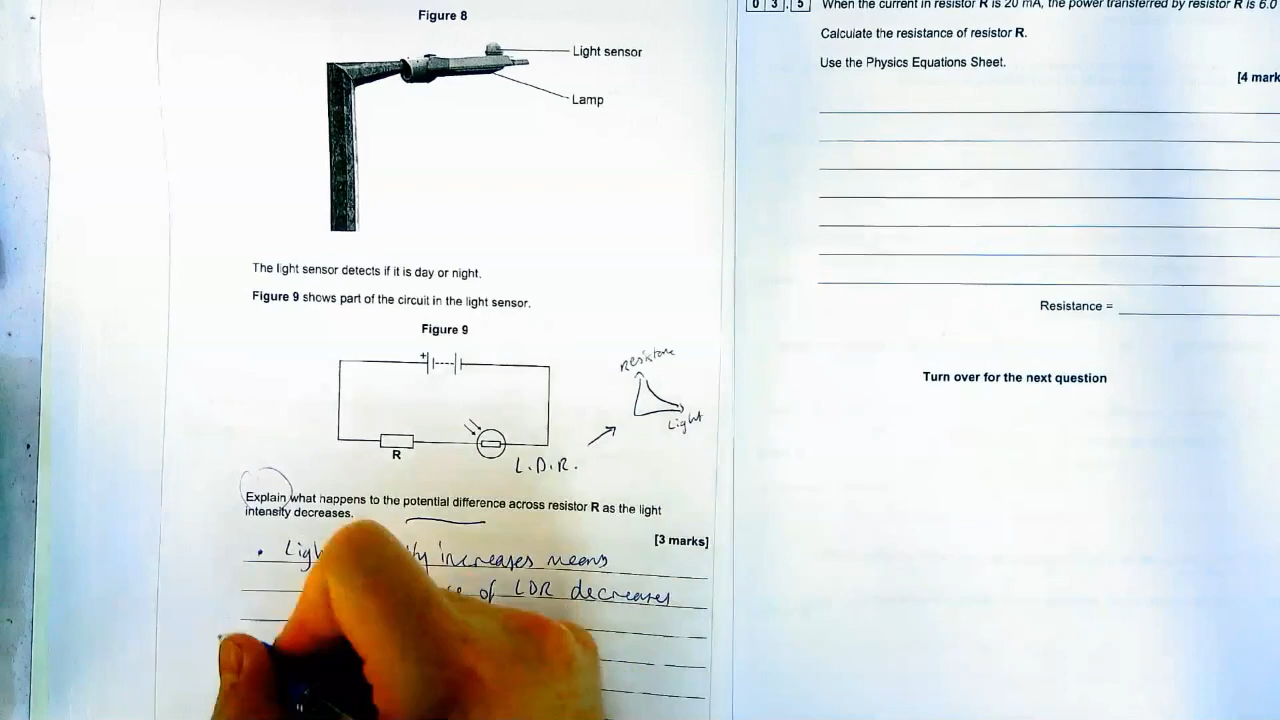 Figure 8
Light sensor
Lamp
The light sensor detects if it is day or night.
Figure 9 shows part of the circuit in the light sensor.
Figure 9
+
Resistance
Light
R
L.D.R.
Explain what happens to the potential difference across resistor R as the light
intensity decreases.
[3 marks]
increases means
of LDR decreases
0 3 . 5 When the current in resistor R is 20 mA, the power transferred by resistor R is 6.0
Calculate the resistance of resistor R.
Use the Physics Equations Sheet.
[4 mark
Resistance =
Turn over for the next question